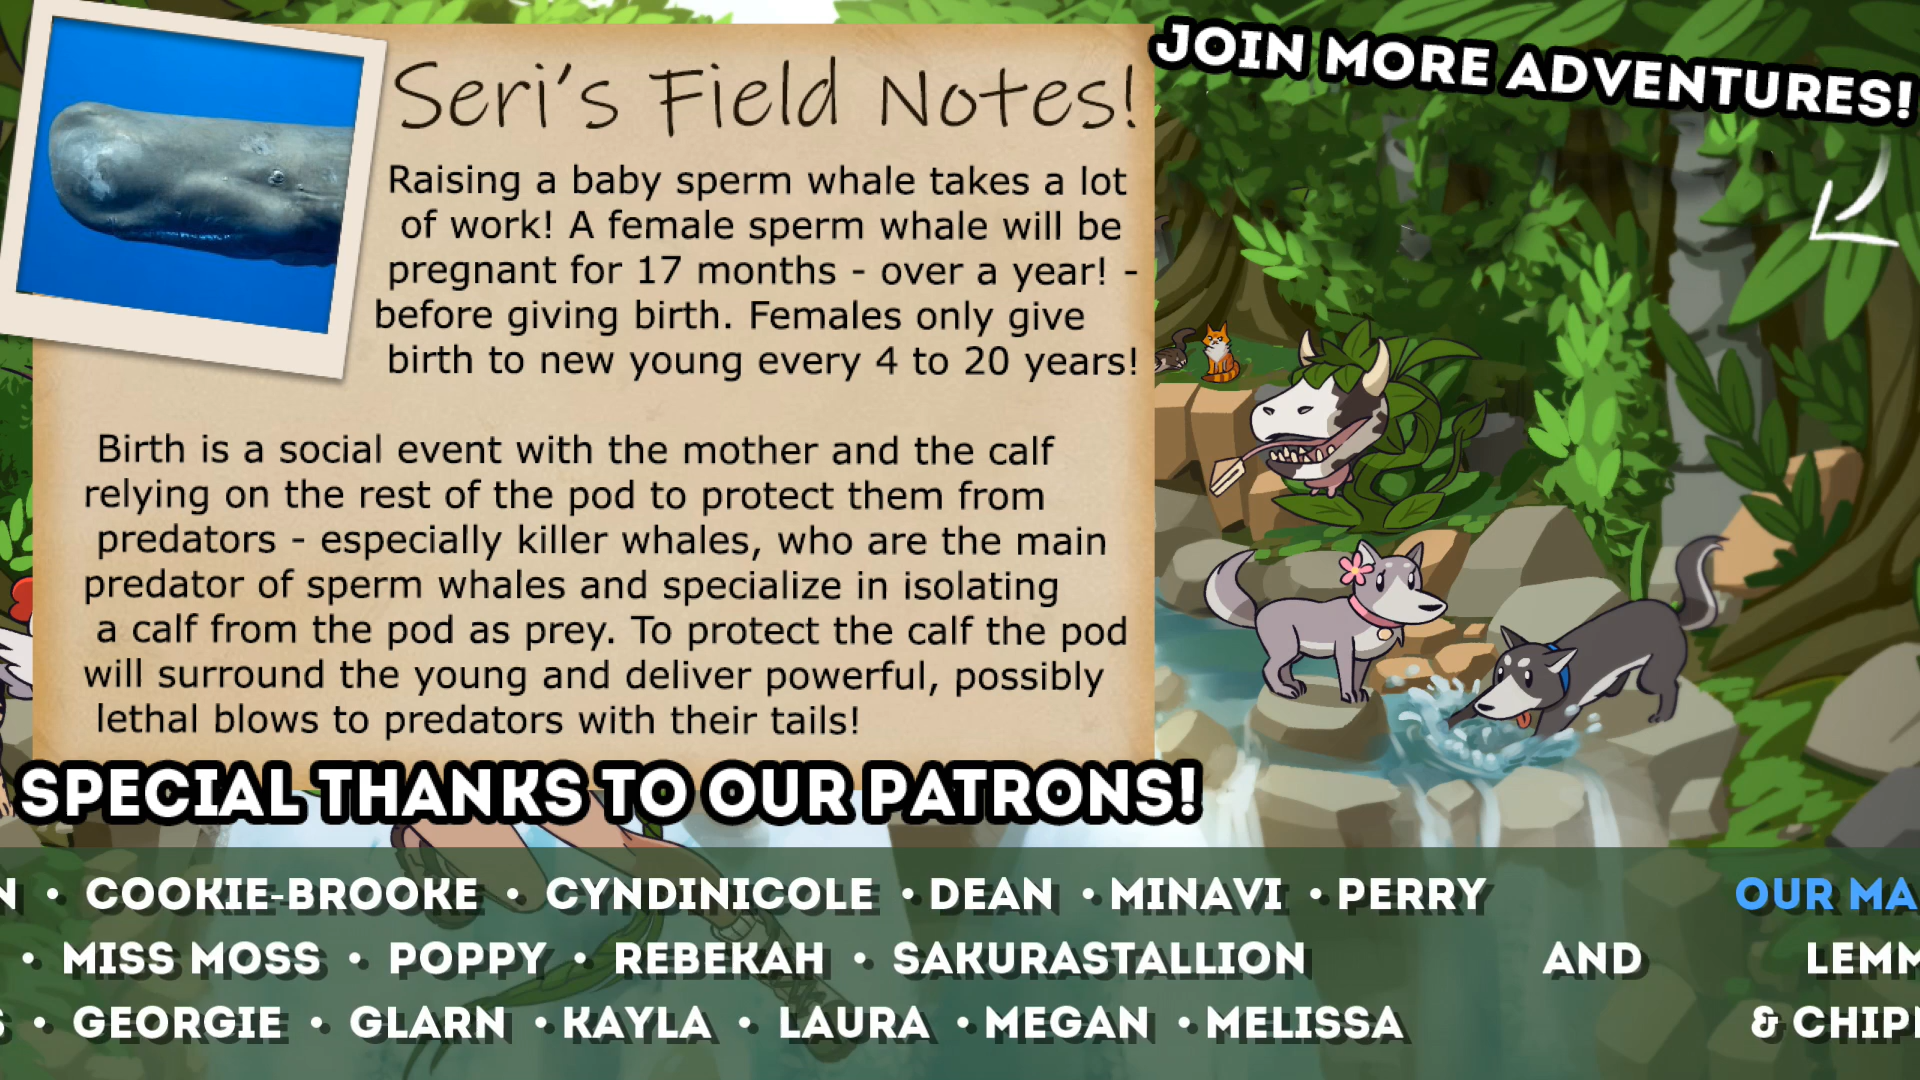 JOIN MORE ADVENTURES!
Seri's Field Notes!
Raising a baby sperm whale takes a lot
of work! A female sperm whale will be
pregnant for 17 months - over a year! -
before giving birth. Females only give
birth to new young every 4 to 20 years!
Birth is a social event with the mother and the calf
relying on the rest of the pod to protect them from
predators - especially killer whales, who are the main
predator of sperm whales and specialize in isolating
a calf from the pod as prey. To protect the calf the pod
will surround the young and deliver powerful, possibly
lethal blows to predators with their tails!
SPECIAL THANKS TO OUR PATRONS!
N • COOKIE-BROOKE • CYNDINICOLE • DEAN • MINAVI • PERRY OUR MA
• MISS MOSS • POPPY • REBEKAH • SAKURASTALLION AND LEMM
S • GEORGIE • GLARN • KAYLA • LAURA • MEGAN • MELISSA & CHIP